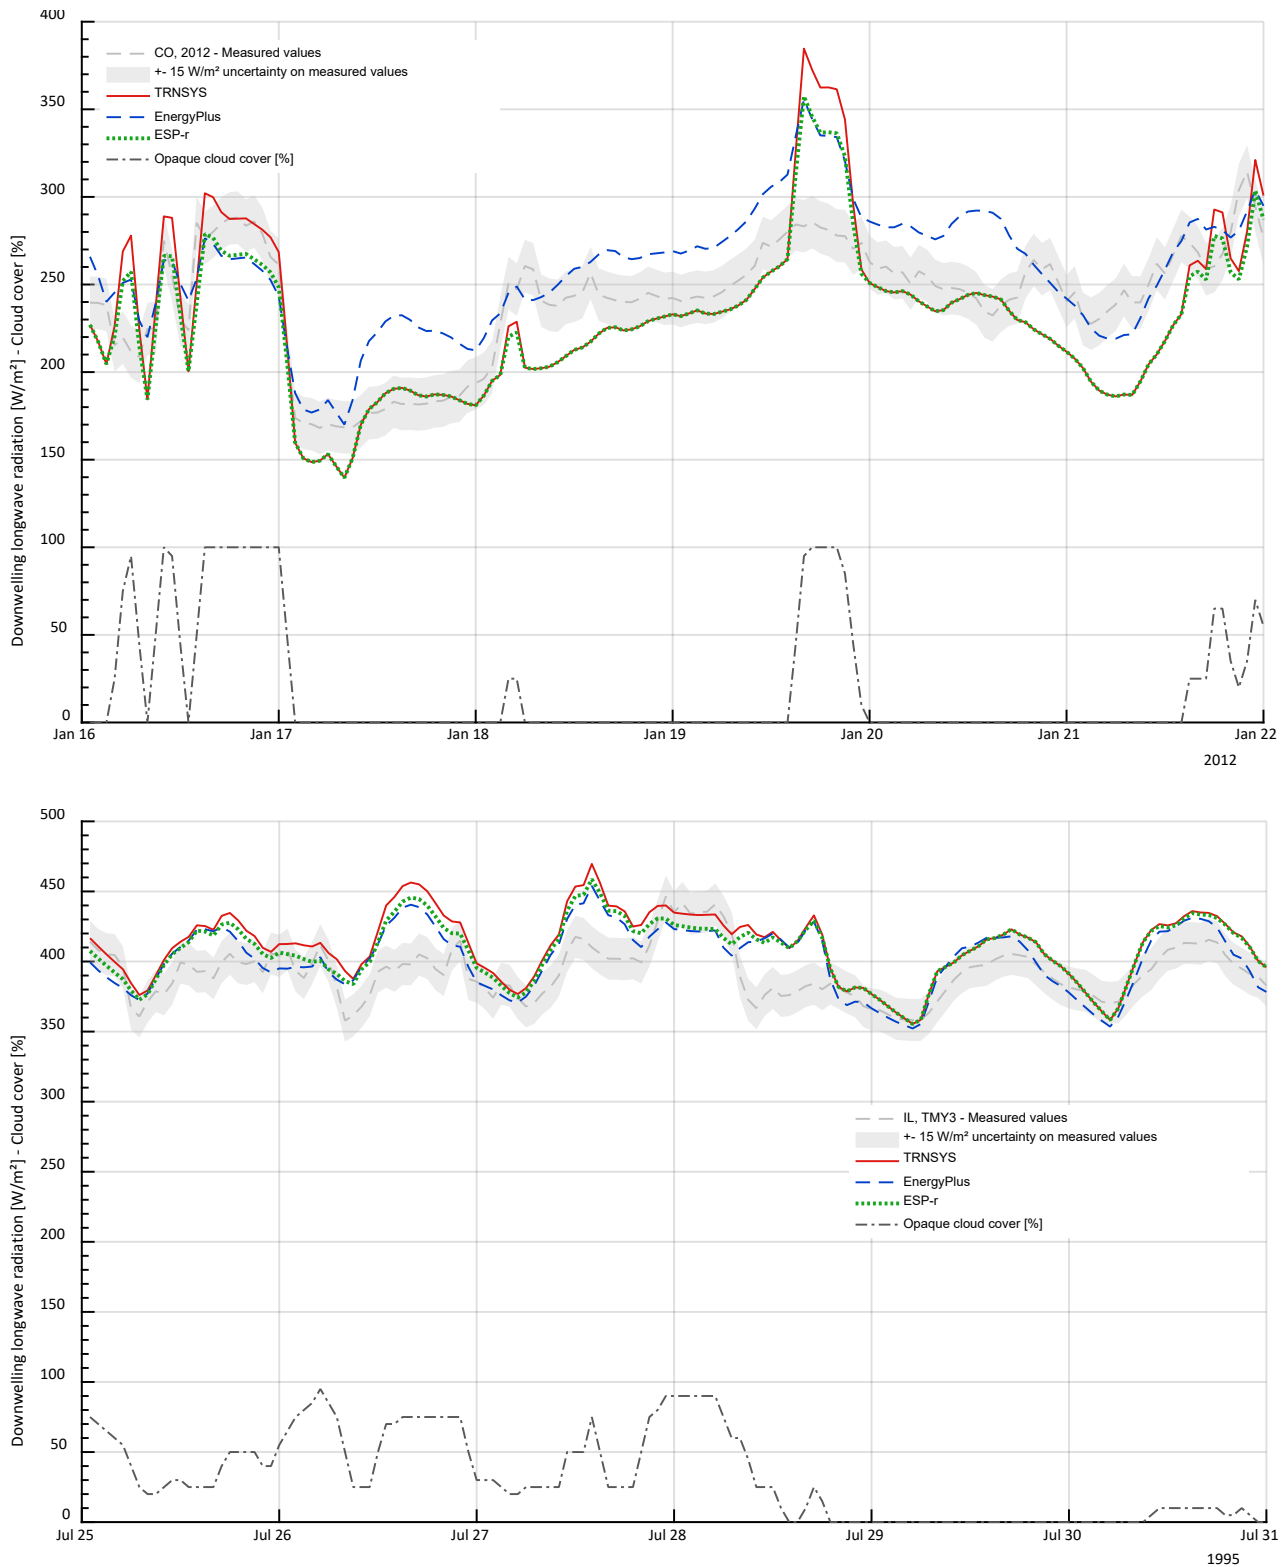 400
350
300
250
200
150
100
50
0
Downwelling longwave radiation [W/m²] - Cloud cover [%]
CO, 2012 - Measured values
+- 15 W/m² uncertainty on measured values
TRNSYS
EnergyPlus
ESP-r
Opaque cloud cover [%]
Jan 16 Jan 17 Jan 18 Jan 19 Jan 20 Jan 21 Jan 22
2012
500
450
400
350
300
250
200
150
100
50
0
Downwelling longwave radiation [W/m²] - Cloud cover [%]
IL, TMY3 - Measured values
+- 15 W/m² uncertainty on measured values
TRNSYS
EnergyPlus
ESP-r
Opaque cloud cover [%]
Jul 25 Jul 26 Jul 27 Jul 28 Jul 29 Jul 30 Jul 31
1995